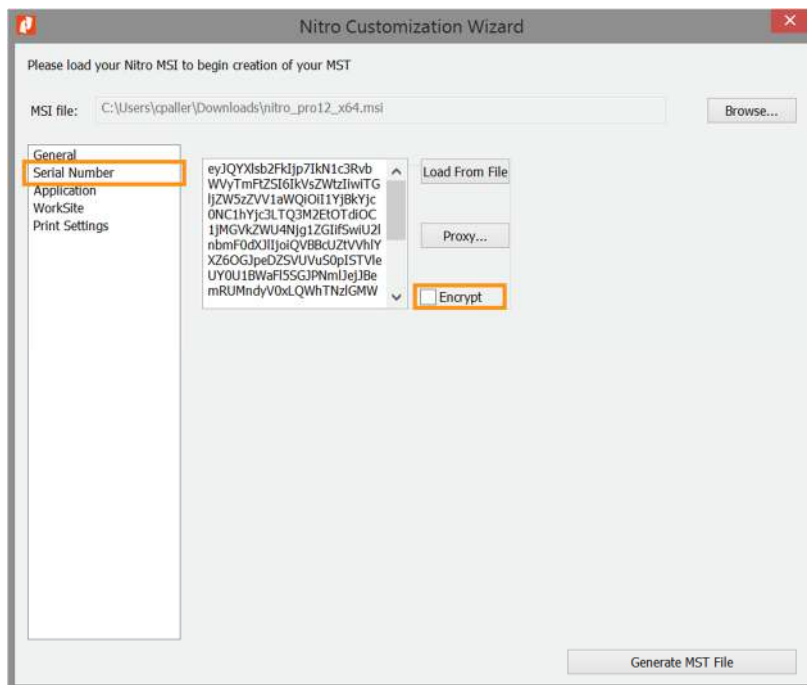 Nitro Customization Wizard
Please load your Nitro MSI to begin creation of your MST
MSI file: C:\Users\cpaller\Downloads\nitro_pro12_x64.msi Browse...
General
Serial Number
Application
WorkSite
Print Settings
eyJQYXlsb2FkIjp7IkN1c3Rvb
WVyTmFtZSI6IkVsZWtzIiwiTG
ljZW5zZVV1aWQiOiI1YjBkYjc
0NC1hYjc3LTQ3M2EtOTdiOC
1jMGVkZWU4Njg1ZGIifSwiU2l
nbmF0dXJlIjoiQVBBcUZtVVhlY
XZ6OGJpeDZSVUVuS0pISTVle
UY0U1BWaFl5SGJPNmlJejJBe
mRUMndyV0xLQWhTNzlGMW
Load From File
Proxy...
Encrypt
Generate MST File